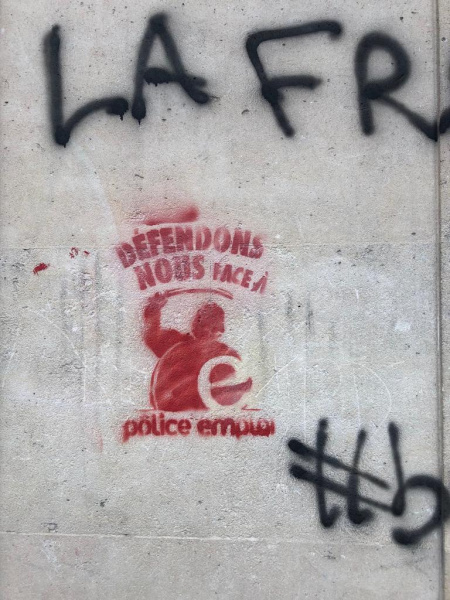 LA FR
DÉFENDONS
NOUS FACE À
e
police emploi